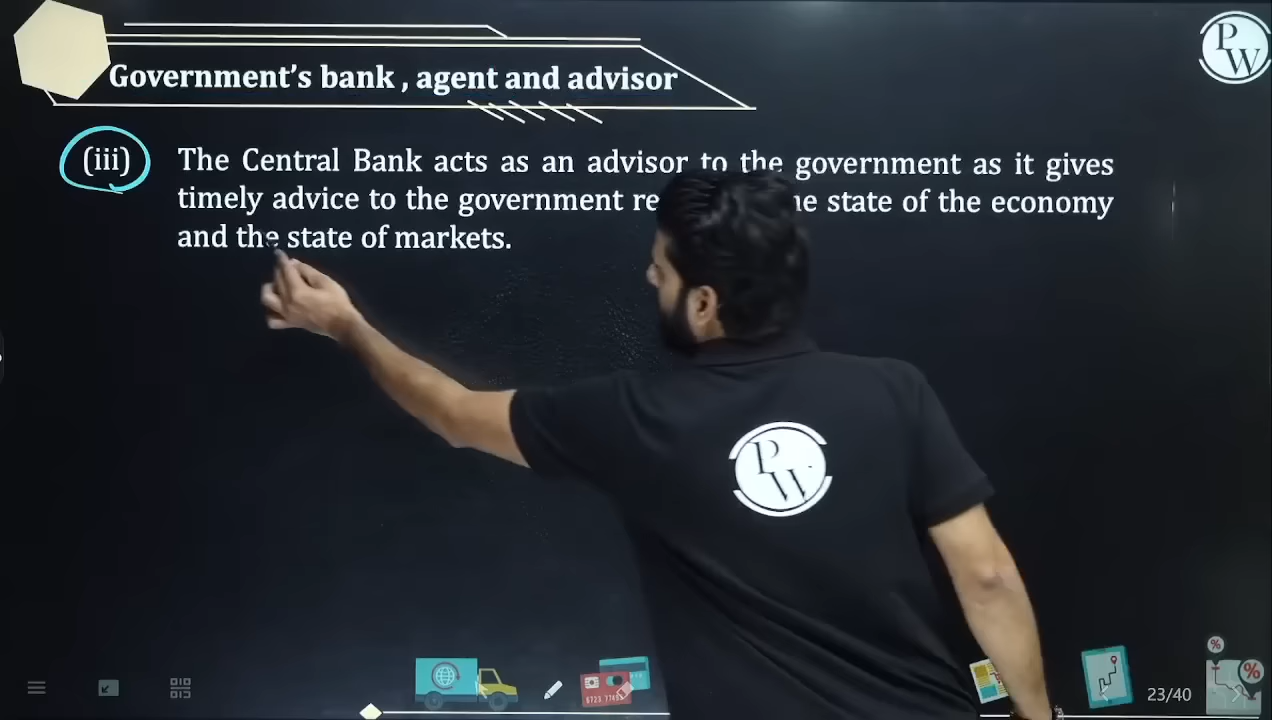 Government's bank , agent and advisor
P
W
(iii) The Central Bank acts as an advisor to the government as it gives
timely advice to the government re he state of the economy
and the state of markets.
P
W
23/40